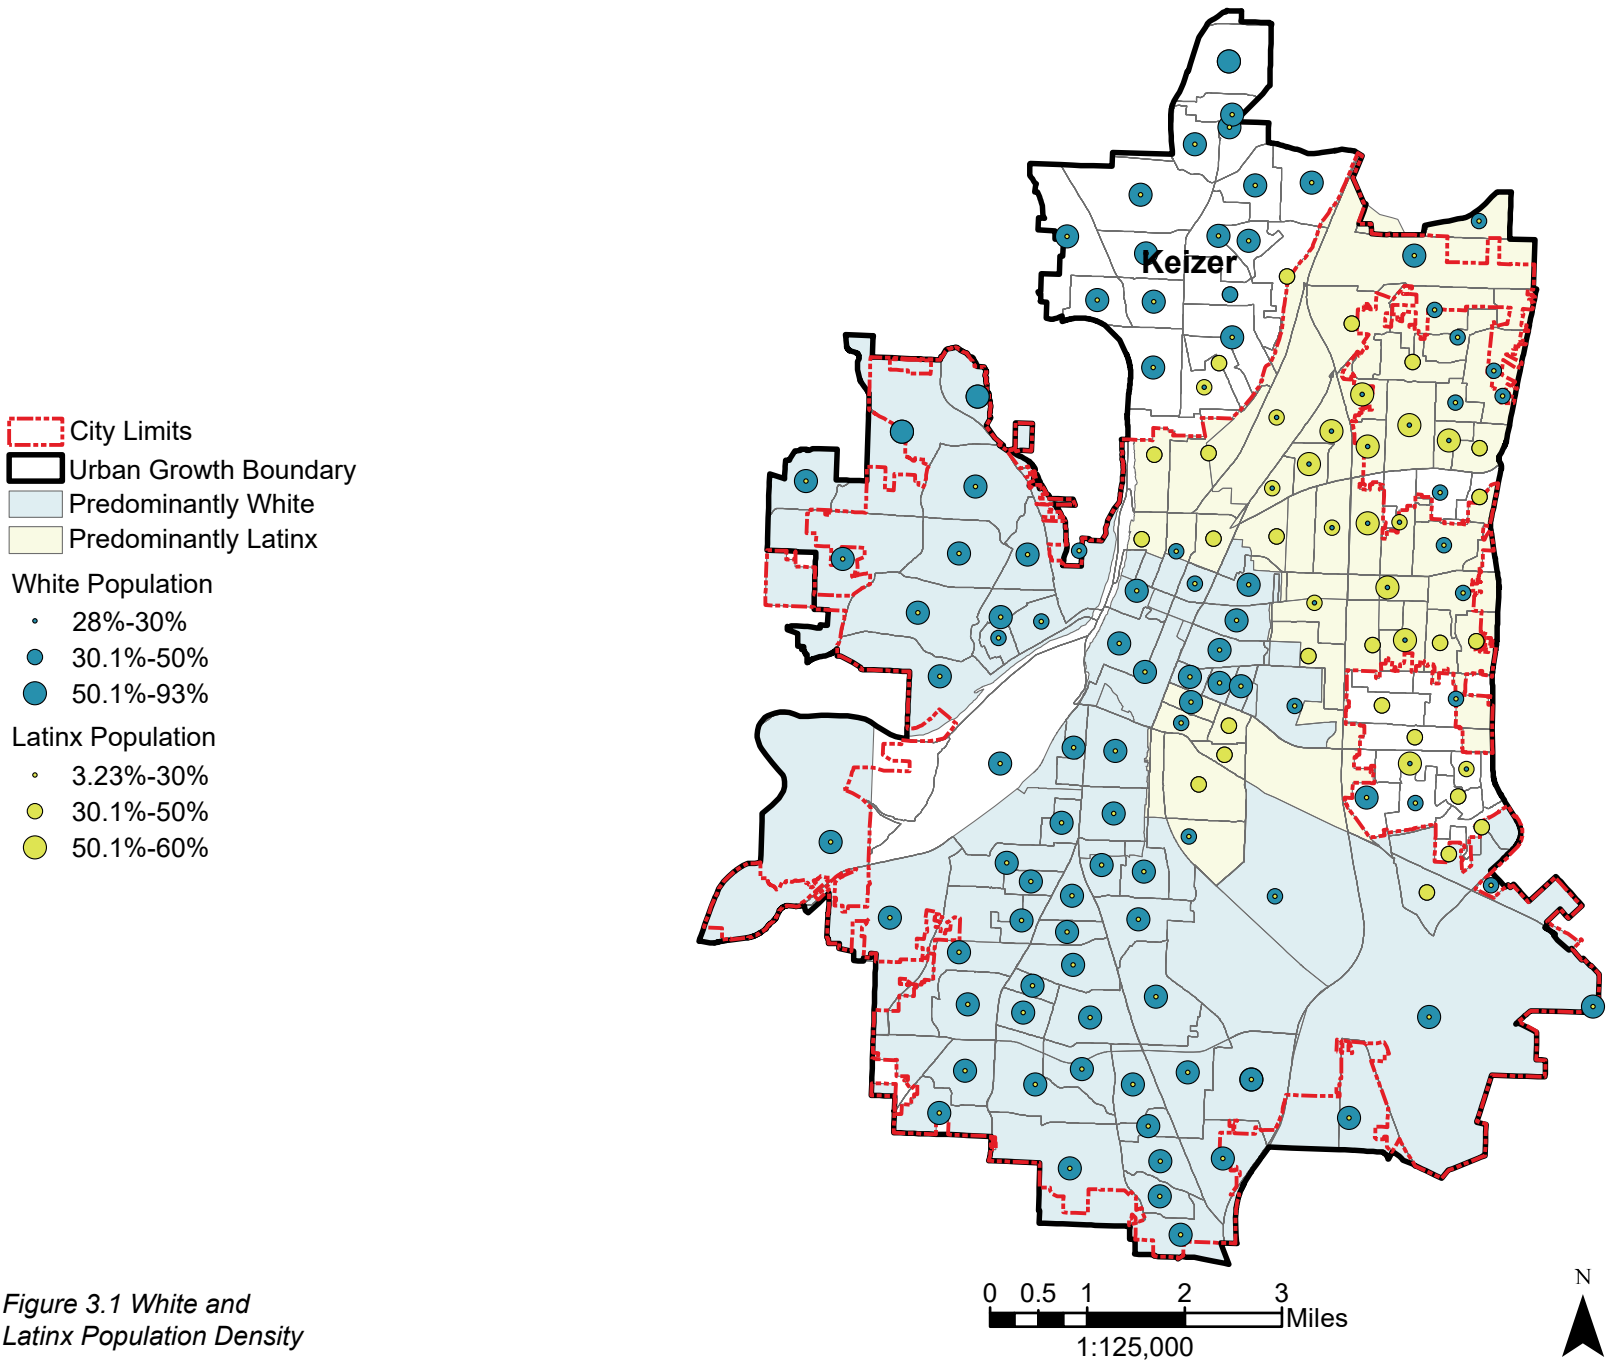 Keizer
City Limits
Urban Growth Boundary
Predominantly White
Predominantly Latinx
White Population
28%-30%
30.1%-50%
50.1%-93%
Latinx Population
3.23%-30%
30.1%-50%
50.1%-60%
Figure 3.1 White and
Latinx Population Density
0 0.5 1 2 3
Miles
1:125,000
N